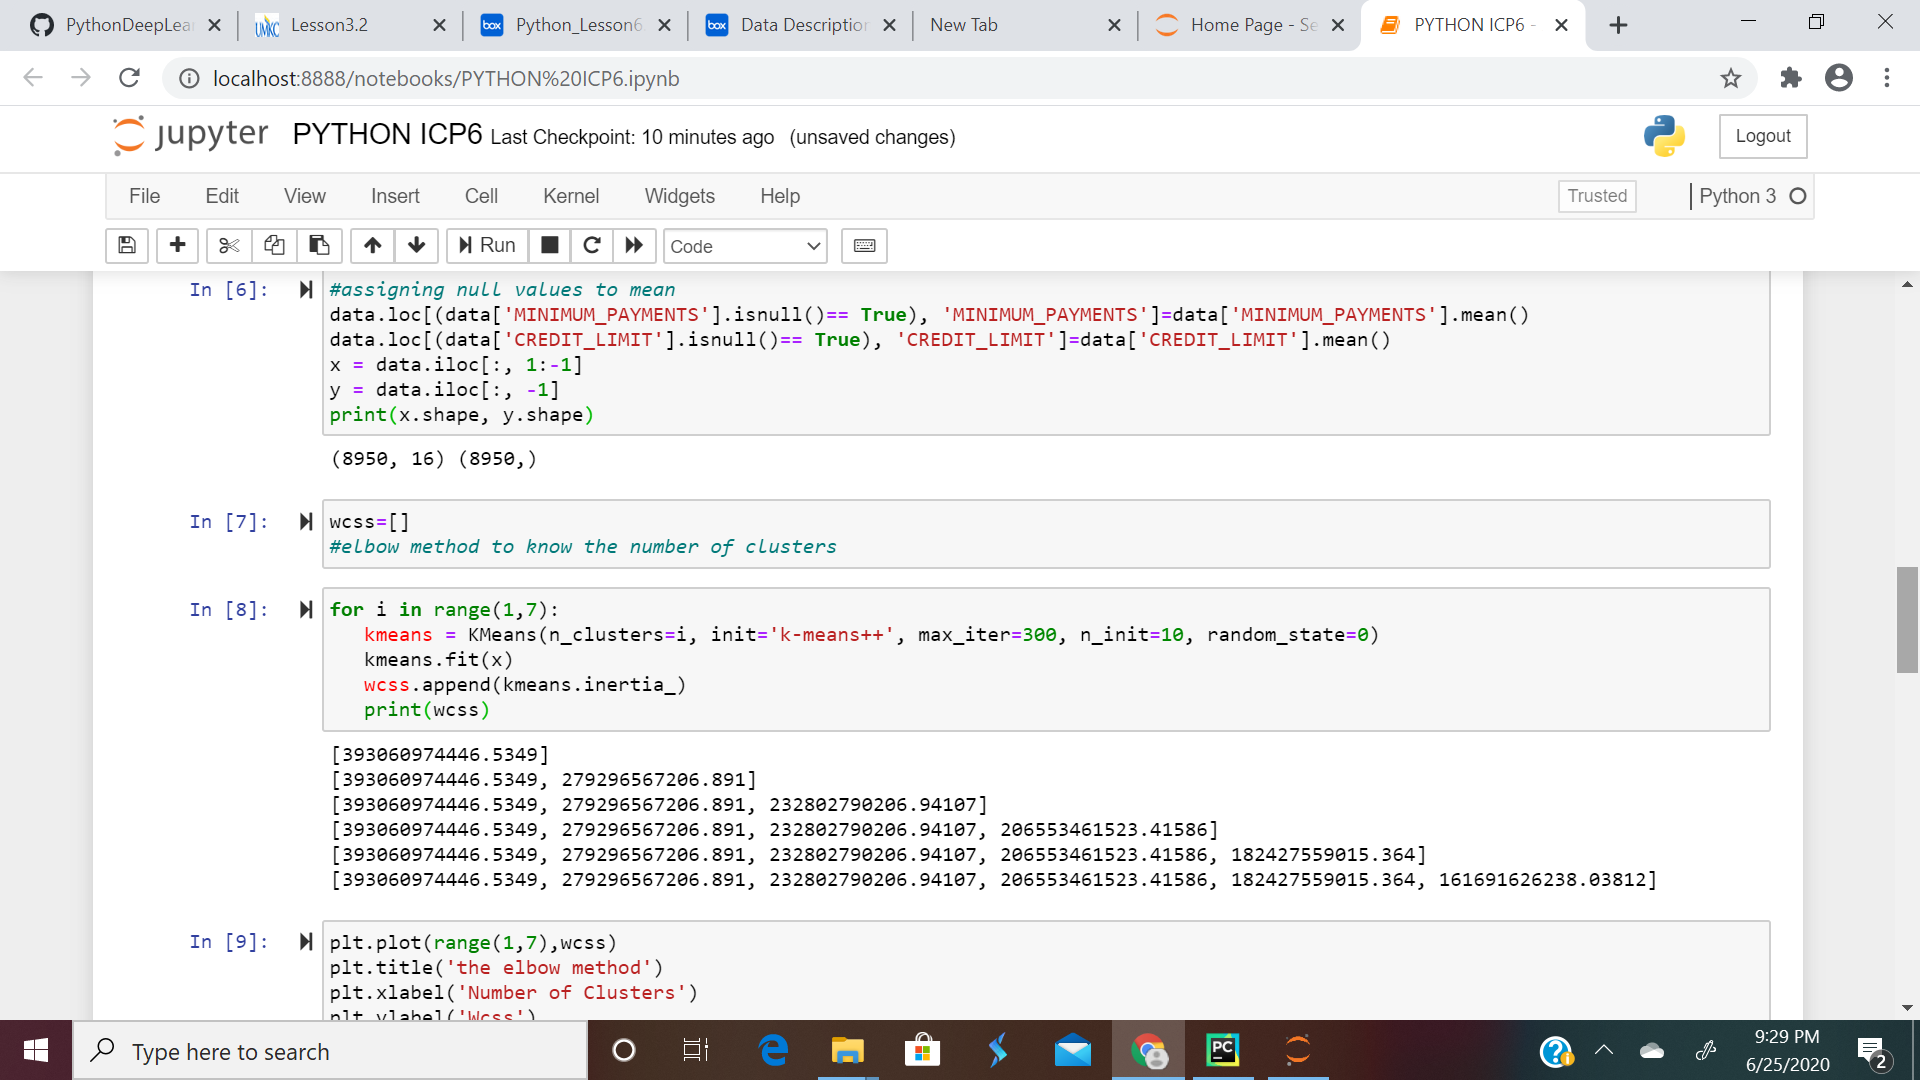 PythonDeepLear
Lesson3.2
box Python_Lesson6
box Data Description
New Tab
Home Page - Se
PYTHON ICP6 -
localhost:8888/notebooks/PYTHON%20ICP6.ipynb
jupyter PYTHON ICP6 Last Checkpoint: 10 minutes ago (unsaved changes)
Logout
File Edit View Insert Cell Kernel Widgets Help
Trusted
Python 3
Run
Code
In [6]:
#assigning null values to mean
data.loc[(data['MINIMUM_PAYMENTS'].isnull()== True), 'MINIMUM_PAYMENTS']=data['MINIMUM_PAYMENTS'].mean()
data.loc[(data['CREDIT_LIMIT'].isnull()== True), 'CREDIT_LIMIT']=data['CREDIT_LIMIT'].mean()
x = data.iloc[:, 1:-1]
y = data.iloc[:, -1]
print(x.shape, y.shape)
(8950, 16) (8950,)
In [7]:
wcss=[]
#elbow method to know the number of clusters
In [8]:
for i in range(1,7):
kmeans = KMeans(n_clusters=i, init='k-means++', max_iter=300, n_init=10, random_state=0)
kmeans.fit(x)
wcss.append(kmeans.inertia_)
print(wcss)
[393060974446.5349]
[393060974446.5349, 279296567206.891]
[393060974446.5349, 279296567206.891, 232802790206.94107]
[393060974446.5349, 279296567206.891, 232802790206.94107, 206553461523.41586]
[393060974446.5349, 279296567206.891, 232802790206.94107, 206553461523.41586, 182427559015.364]
[393060974446.5349, 279296567206.891, 232802790206.94107, 206553461523.41586, 182427559015.364, 161691626238.03812]
In [9]:
plt.plot(range(1,7),wcss)
plt.title('the elbow method')
plt.xlabel('Number of Clusters')
plt.ylabel('Wcss')
Type here to search
PC
9:29 PM
6/25/2020
2